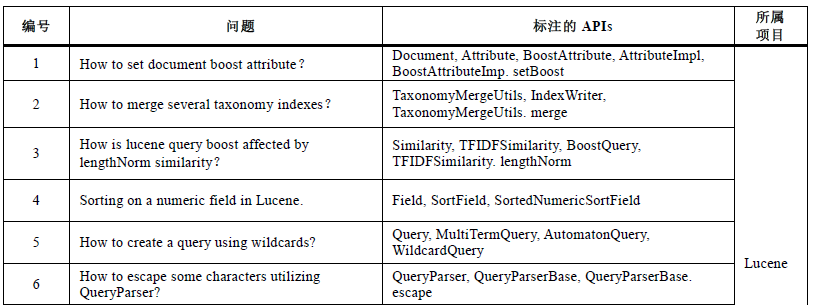 编号 问题 标注的 APIs 所属
项目
1 How to set document boost attribute？ Document, Attribute, BoostAttribute, AttributeImpl,
BoostAttributeImp. setBoost
2 How to merge several taxonomy indexes？ TaxonomyMergeUtils, IndexWriter,
TaxonomyMergeUtils. merge
3 How is lucene query boost affected by
lengthNorm similarity？ Similarity, TFIDFSimilarity, BoostQuery,
TFIDFSimilarity. lengthNorm
4 Sorting on a numeric field in Lucene. Field, SortField, SortedNumericSortField
5 How to create a query using wildcards? Query, MultiTermQuery, AutomatonQuery,
WildcardQuery
Lucene
6 How to escape some characters utilizing
QueryParser? QueryParser, QueryParserBase, QueryParserBase.
escape